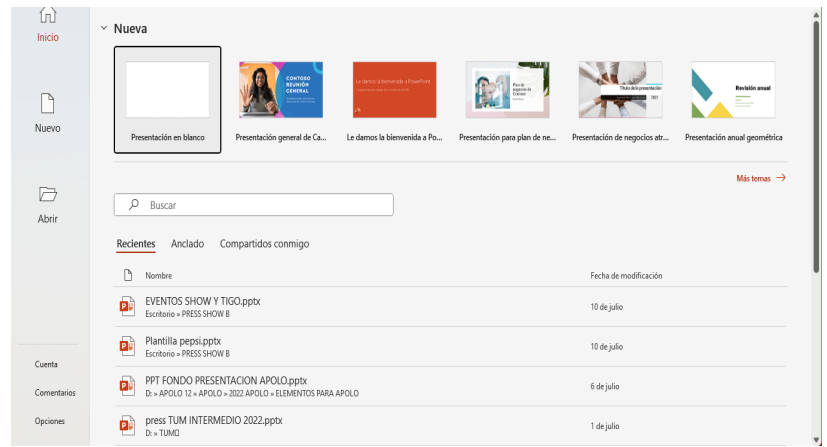 Inicio
Nuevo
Abrir
Cuenta
Comentarios
Opciones
Nueva
CONTOSO
REUNIÓN
GENERAL
Le damos la bienvenida a PowerPoint
Plan de
negocio de
Título de la presentación
Revisión anual
Presentación en blanco
Presentación general de Ca...
Le damos la bienvenida a Po...
Presentación para plan de ne...
Presentación de negocios atr...
Presentación anual geométrica
Más temas
Buscar
Recientes Anclado Compartidos conmigo
Nombre Fecha de modificación
EVENTOS SHOW Y TIGO.pptx
Escritorio » PRESS SHOW B
10 de julio
Plantilla pepsi.pptx
Escritorio » PRESS SHOW B
10 de julio
PPT FONDO PRESENTACION APOLO.pptx
D: » APOLO 12 » APOLO » 2022 APOLO » ELEMENTOS PARA APOLO
6 de julio
press TUM INTERMEDIO 2022.pptx
D: » TUM
1 de julio